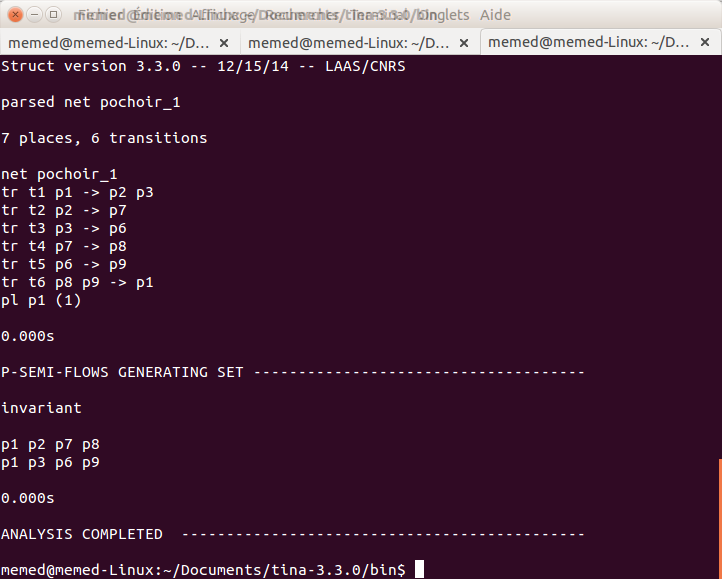 Fichier Édition Affichage Rechercher Terminal Onglets Aide
memed@memed-Linux: ~/D... × memed@memed-Linux: ~/D... × memed@memed-Linux: ~/D... ×
Struct version 3.3.0 -- 12/15/14 -- LAAS/CNRS
parsed net pochoir_1
7 places, 6 transitions
net pochoir_1
tr t1 p1 -> p2 p3
tr t2 p2 -> p7
tr t3 p3 -> p6
tr t4 p7 -> p8
tr t5 p6 -> p9
tr t6 p8 p9 -> p1
pl p1 (1)
0.000s
P-SEMI-FLOWS GENERATING SET -------------------------------------
invariant
p1 p2 p7 p8
p1 p3 p6 p9
0.000s
ANALYSIS COMPLETED  ---------------------------------------------
memed@memed-Linux:~/Documents/tina-3.3.0/bin$